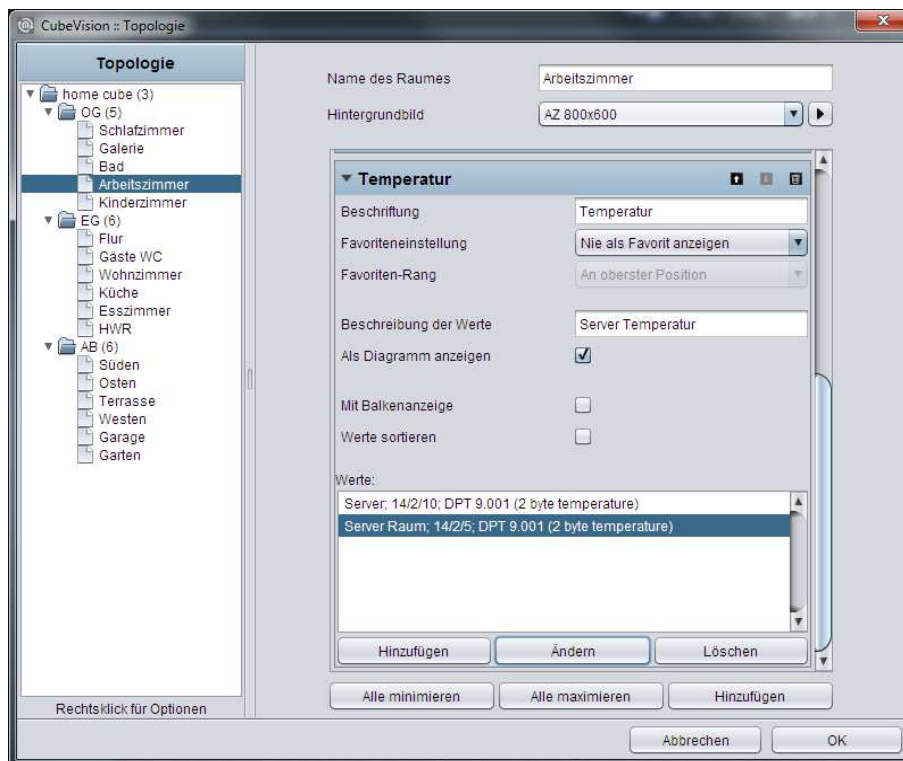 CubeVision :: Topologie
Topologie
home cube (3)
OG (5)
Schlafzimmer
Galerie
Bad
Arbeitszimmer
Kinderzimmer
EG (6)
Flur
Gäste WC
Wohnzimmer
Küche
Esszimmer
HWR
AB (6)
Süden
Osten
Terrasse
Westen
Garage
Garten
Rechtsklick für Optionen
Name des Raumes Arbeitszimmer
Hintergrundbild AZ 800x600
Temperatur
Beschriftung Temperatur
Favoriteneinstellung Nie als Favorit anzeigen
Favoriten-Rang An oberster Position
Beschreibung der Werte Server Temperatur
Als Diagramm anzeigen
Mit Balkenanzeige
Werte sortieren
Werte:
Server; 14/2/10; DPT 9.001 (2 byte temperature)
Server Raum; 14/2/5; DPT 9.001 (2 byte temperature)
Hinzufügen Ändern Löschen
Alle minimieren Alle maximieren Hinzufügen
Abbrechen OK